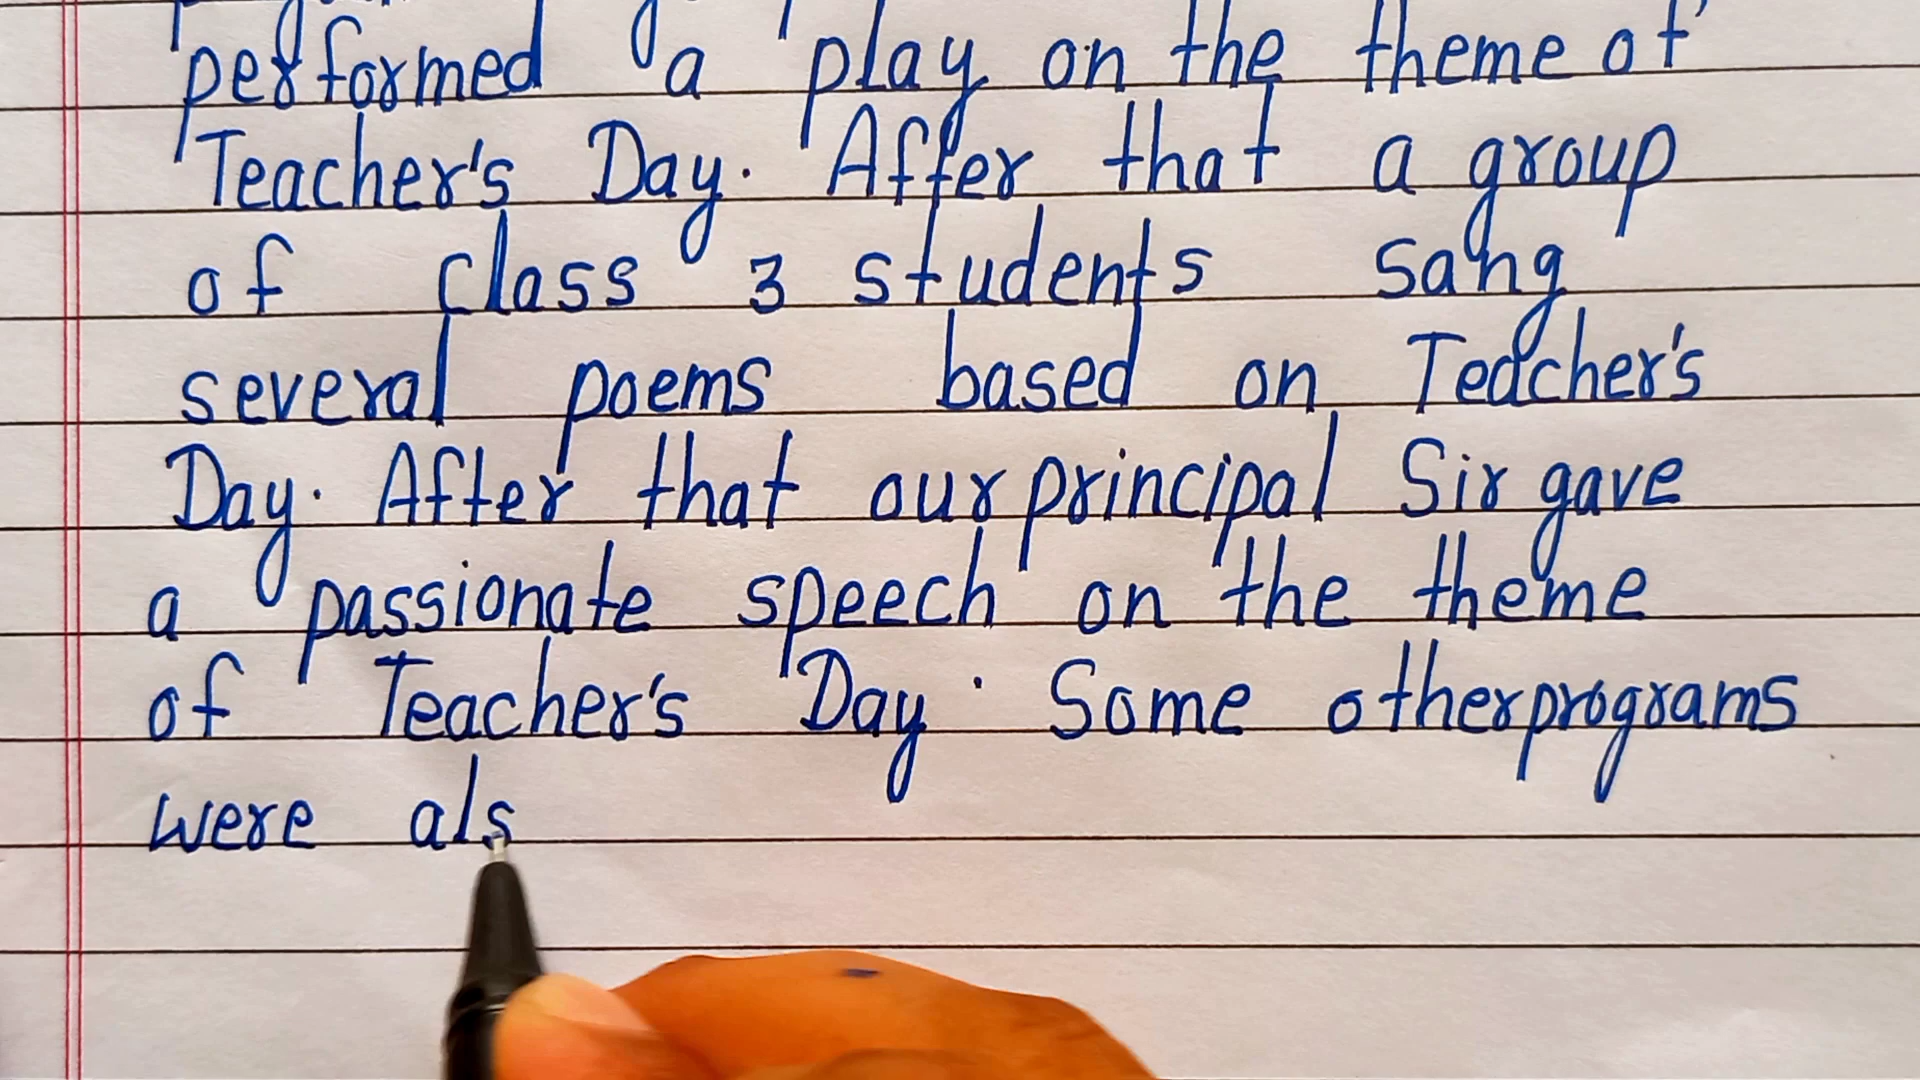 performed a play on the theme of
Teacher's Day. After that a group
of class 3 students sang
several poems based on Teacher's
Day. After that our principal Sir gave
a passionate speech on the theme
of Teacher's Day. Some other programs
were als